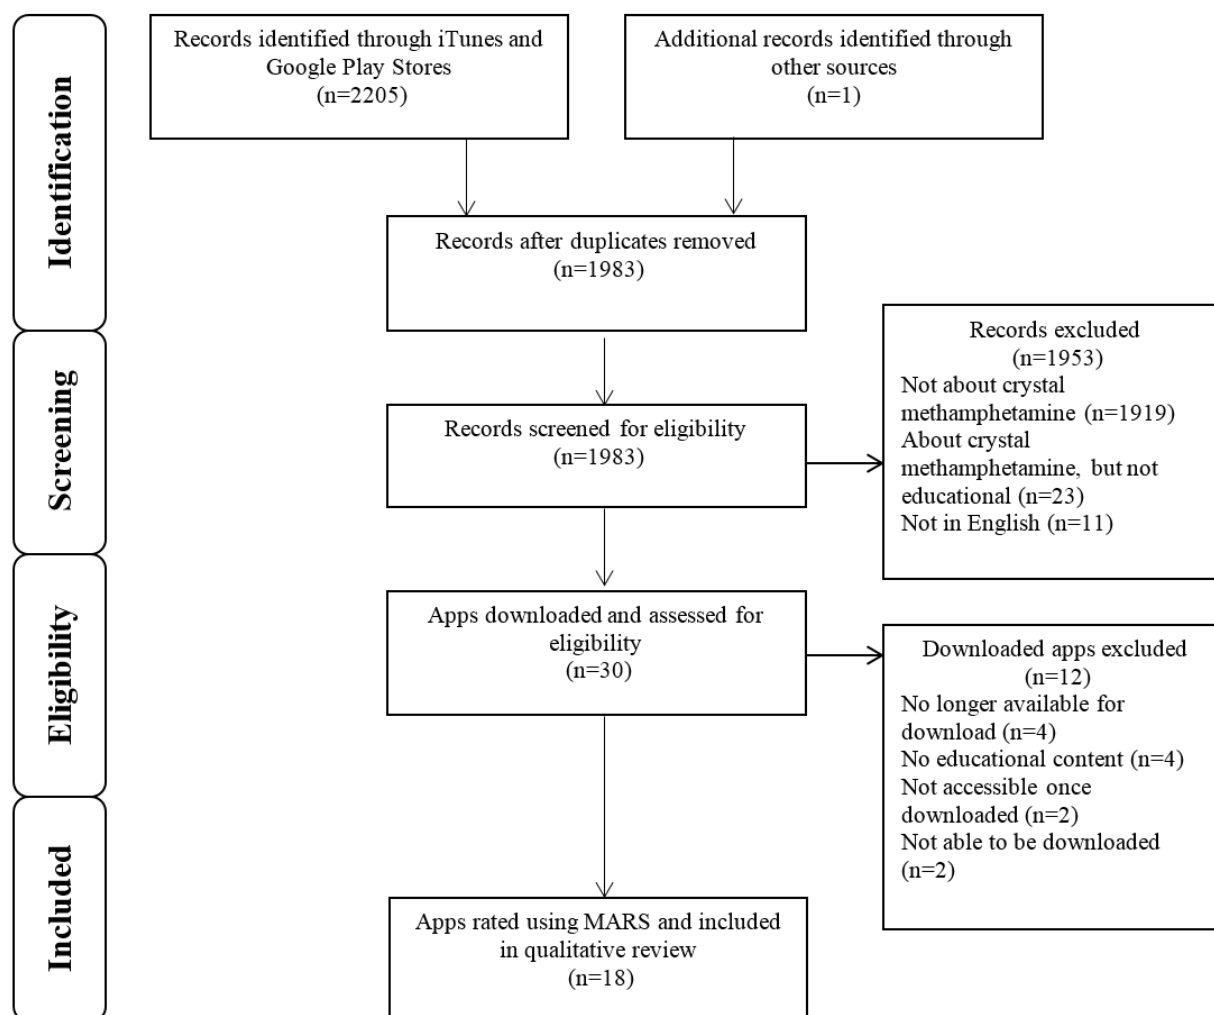 Identification
Records identified through iTunes and
Google Play Stores
(n=2205)
Additional records identified through
other sources
(n=1)
Records after duplicates removed
(n=1983)
Screening
Records screened for eligibility
(n=1983)
Records excluded
(n=1953)
Not about crystal
methamphetamine (n=1919)
About crystal
methamphetamine, but not
educational (n=23)
Not in English (n=11)
Eligibility
Apps downloaded and assessed for
eligibility
(n=30)
Downloaded apps excluded
(n=12)
No longer available for
download (n=4)
No educational content (n=4)
Not accessible once
downloaded (n=2)
Not able to be downloaded
(n=2)
Included
Apps rated using MARS and included
in qualitative review
(n=18)